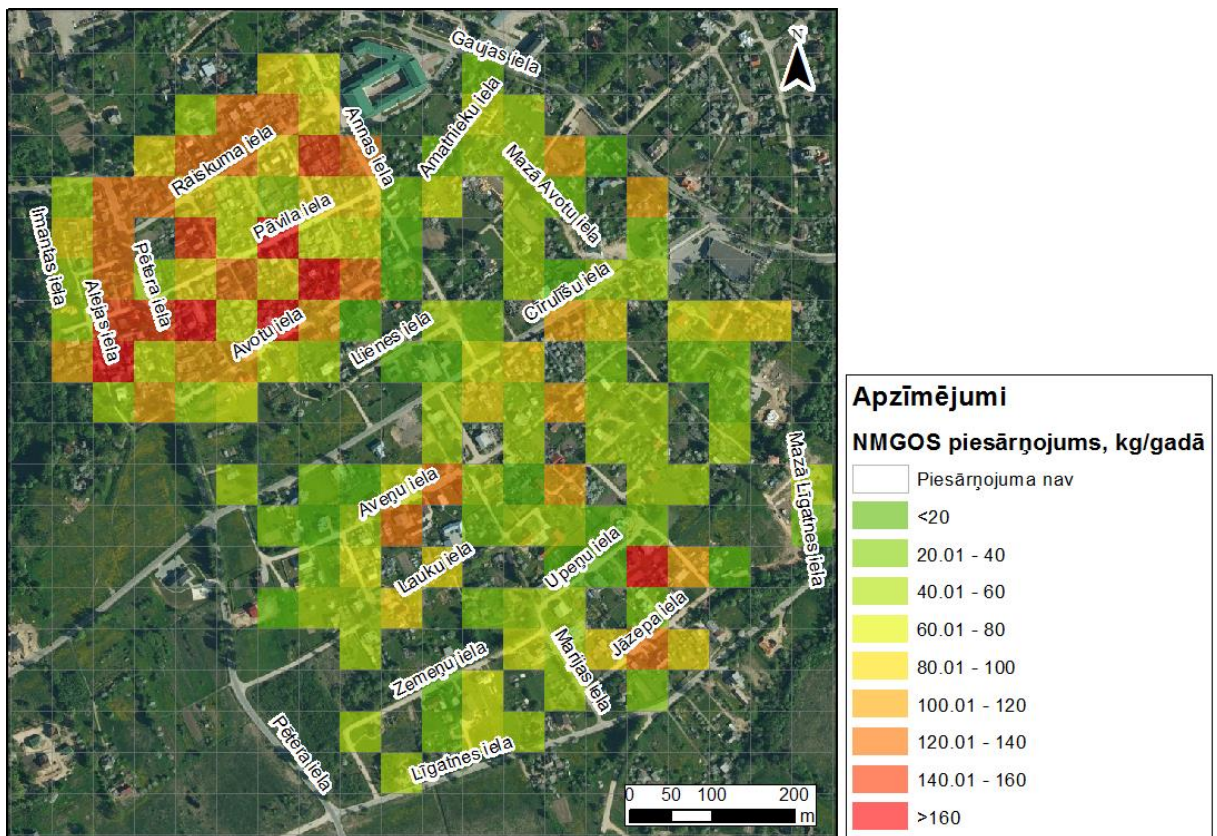 Gaujas iela
Annas iela
Amatnieku iela
Raiskuma iela
Mazā Avotu iela
Pāvila iela
Imantas iela
Pētera iela
Alejas iela
Cīrulīšu iela
Avotu iela
Lienes iela
Mazā Līgatnes iela
Aveņu iela
Lauku iela
Upeņu iela
Jāzepa iela
Marijas iela
Zemeņu iela
Pētera iela
Līgatnes iela
N
0 50 100 200
m
Apzīmējumi
NMGOS piesārņojums, kg/gadā
Piesārņojuma nav
<20
20.01 - 40
40.01 - 60
60.01 - 80
80.01 - 100
100.01 - 120
120.01 - 140
140.01 - 160
>160